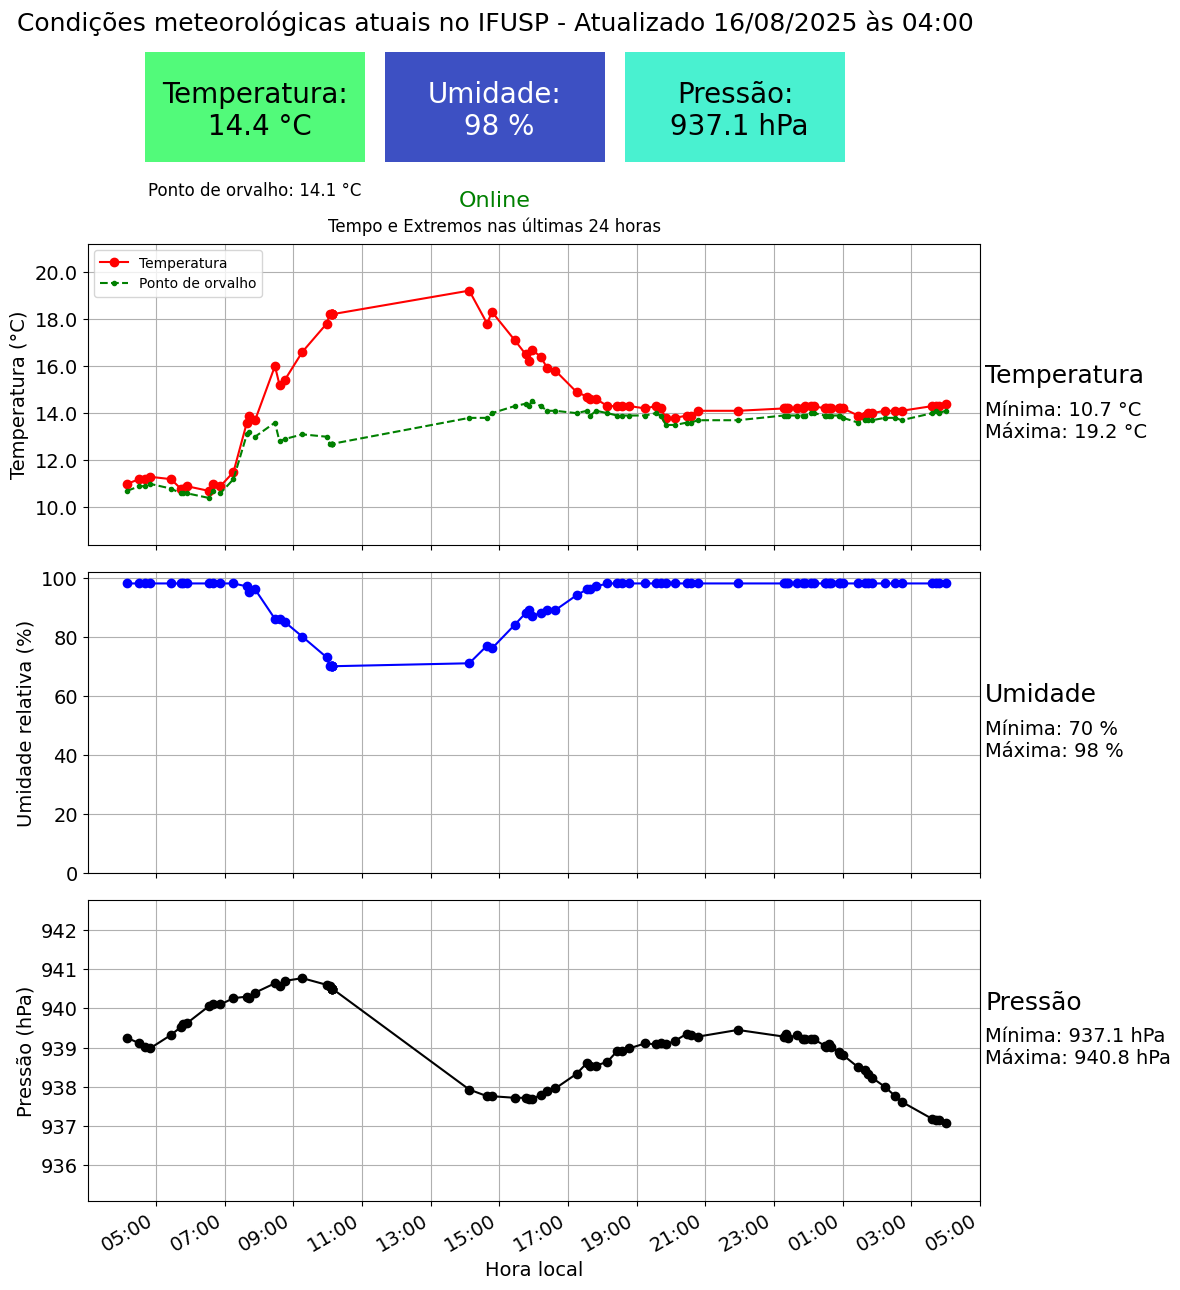 Condições meteorológicas atuais no IFUSP - Atualizado 16/08/2025 às 04:00
Temperatura:
14.4 °C
Umidade:
98 %
Pressão:
937.1 hPa
Ponto de orvalho: 14.1 °C
Online
Tempo e Extremos nas últimas 24 horas
Temperatura
Ponto de orvalho
Temperatura (°C)
20.0
18.0
16.0
14.0
12.0
10.0
Temperatura
Mínima: 10.7 °C
Máxima: 19.2 °C
Umidade relativa (%)
100
80
60
40
20
0
Umidade
Mínima: 70 %
Máxima: 98 %
Pressão (hPa)
942
941
940
939
938
937
936
Pressão
Mínima: 937.1 hPa
Máxima: 940.8 hPa
05:00 07:00 09:00 11:00 13:00 15:00 17:00 19:00 21:00 23:00 01:00 03:00 05:00
Hora local